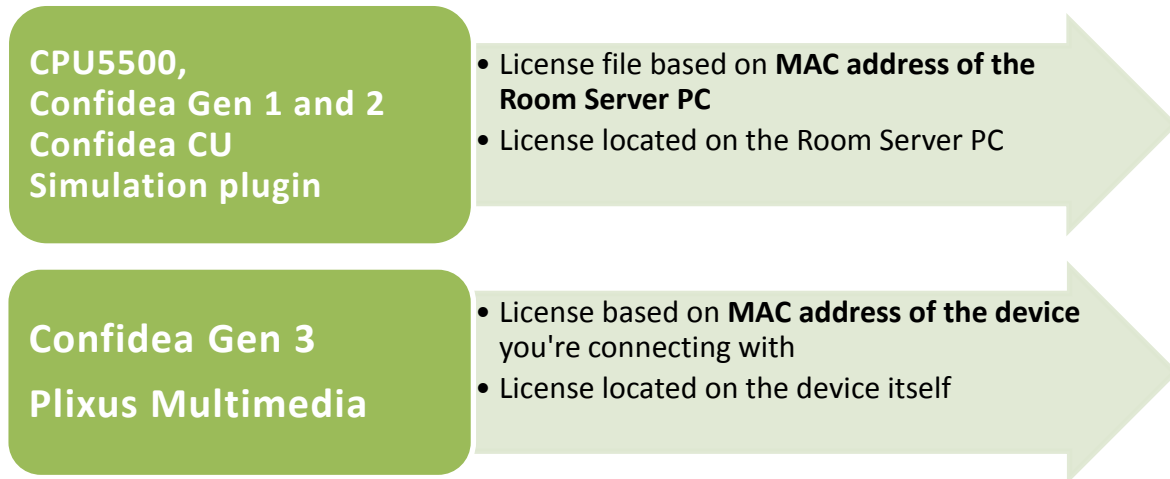 CPU5500,
Confidea Gen 1 and 2
Confidea CU
Simulation plugin
• License file based on MAC address of the
Room Server PC
• License located on the Room Server PC
Confidea Gen 3
Plixus Multimedia
• License based on MAC address of the device
you're connecting with
• License located on the device itself